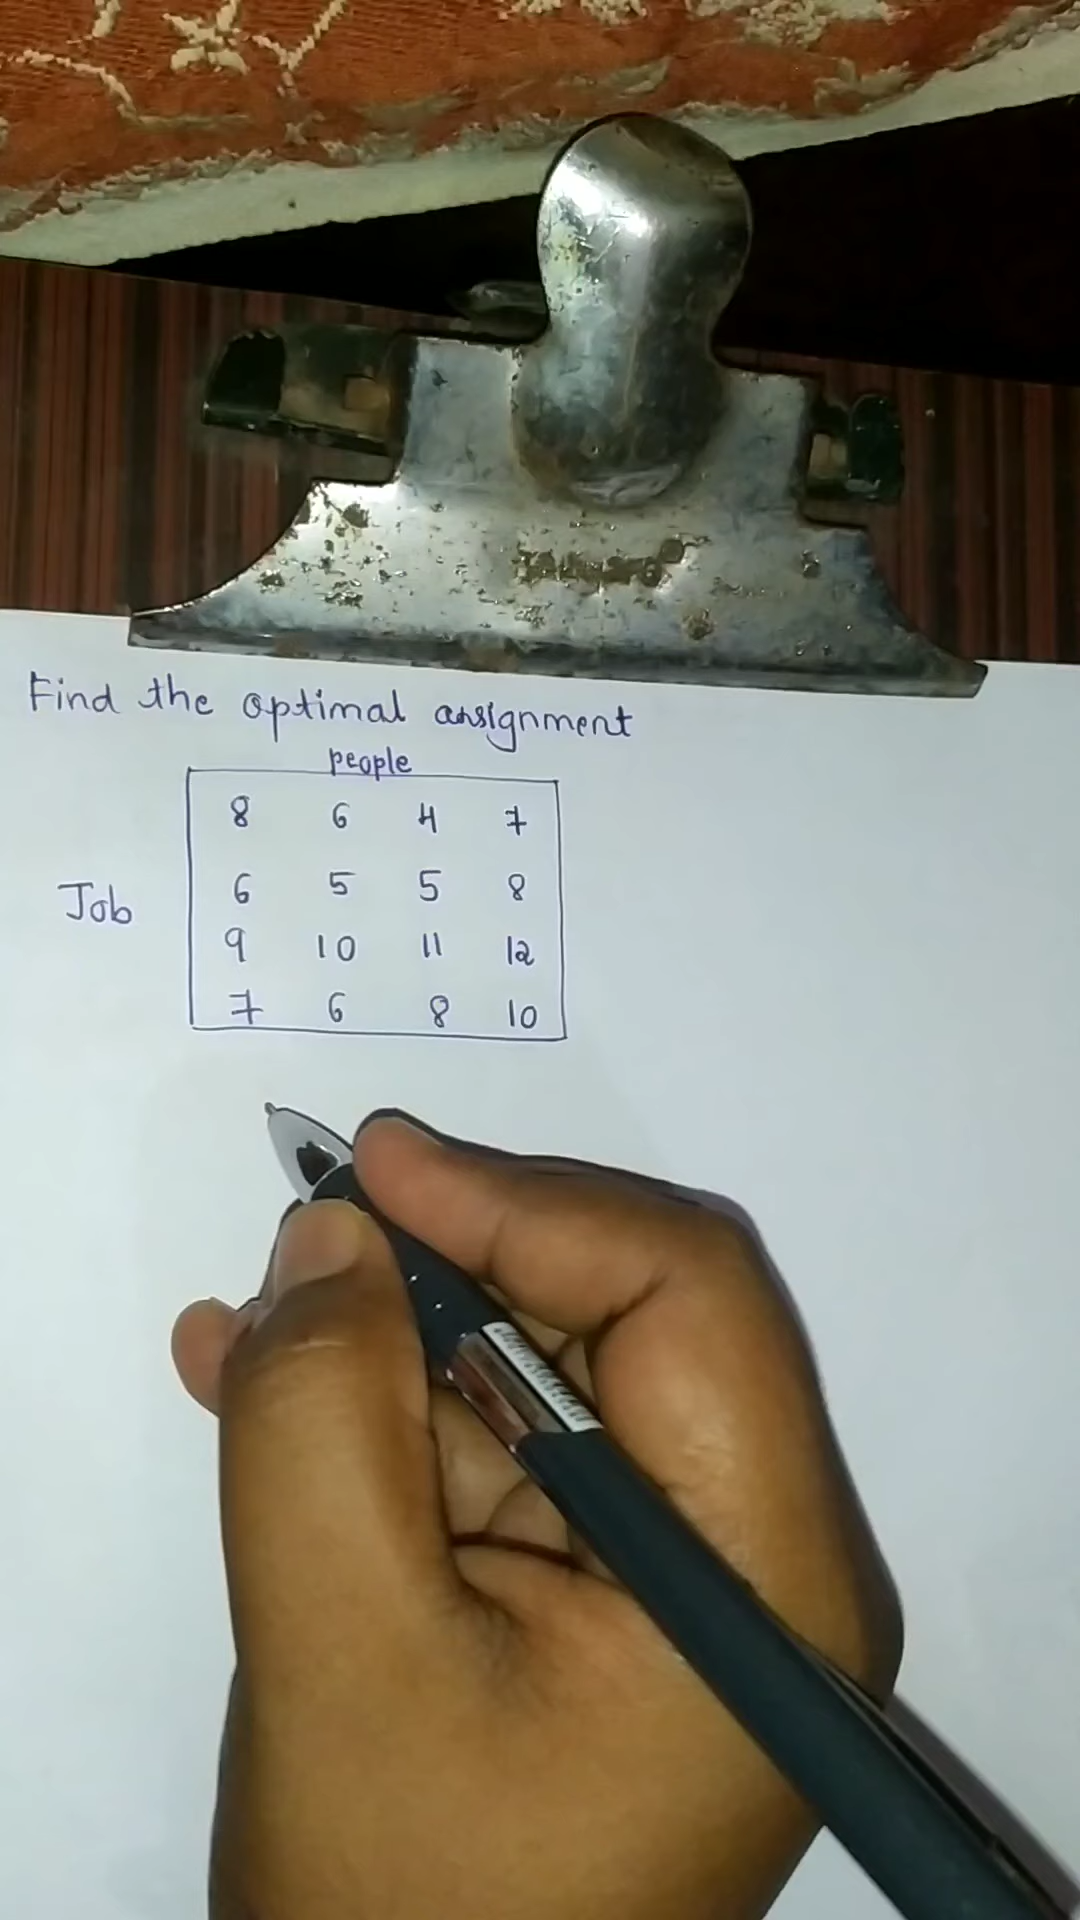 Find the optimal assignment
people
8 6 4 7
6 5 5 8
Job
9 10 11 12
7 6 8 10